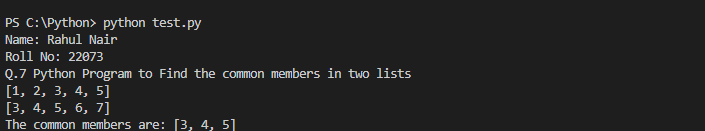 PS C:\Python> python test.py
Name: Rahul Nair
Roll No: 22073
Q.7 Python Program to Find the common members in two lists
[1, 2, 3, 4, 5]
[3, 4, 5, 6, 7]
The common members are: [3, 4, 5]